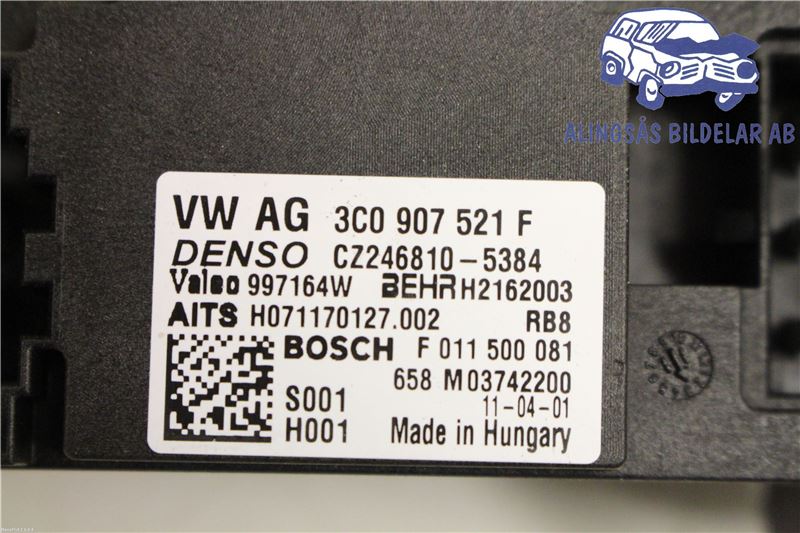 ALINGSÅS BILDELAR AB
VW AG 3C0 907 521 F
DENSO CZ246810-5384
Valeo 997164W BEHR H2162003
AITS H071170127.002 RB8
BOSCH F 011 500 081
658 M03742200
S001 11-04-01
H001 Made in Hungary